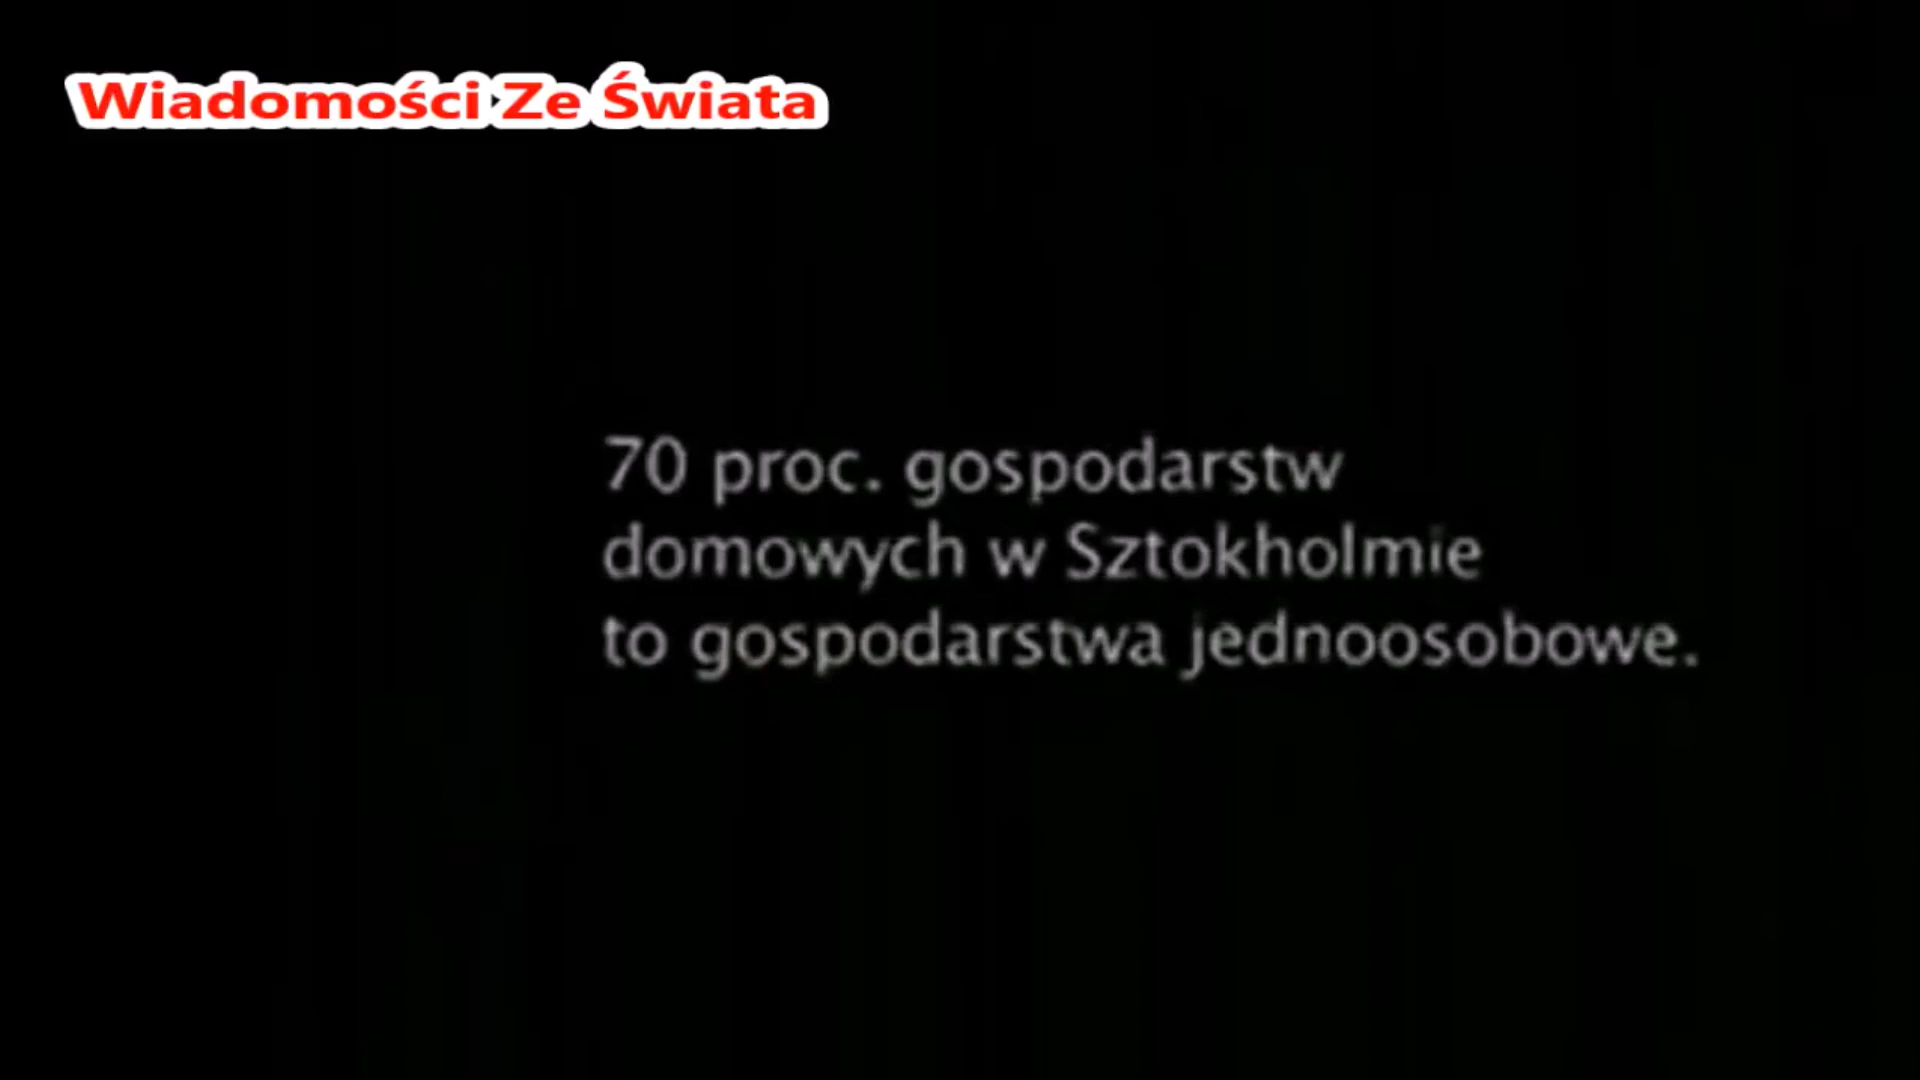 Wiadomości Ze Świata
70 proc. gospodarstw
domowych w Sztokholmie
to gospodarstwa jednoosobowe.